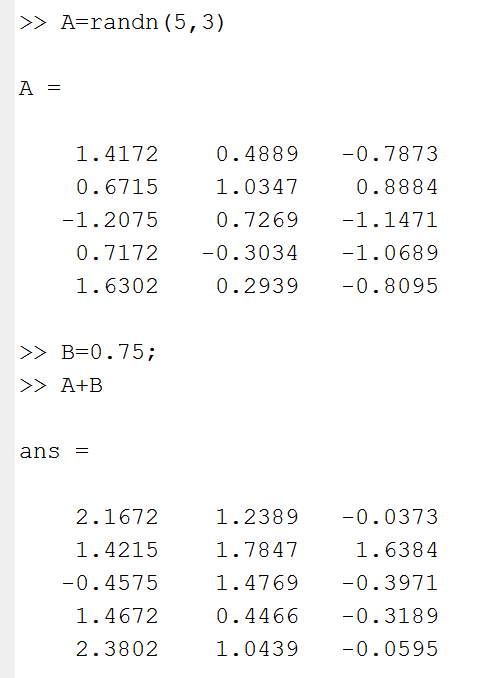 >> A=randn(5,3)
A =
1.4172 0.4889 -0.7873
0.6715 1.0347 0.8884
-1.2075 0.7269 -1.1471
0.7172 -0.3034 -1.0689
1.6302 0.2939 -0.8095
>> B=0.75;
>> A+B
ans =
2.1672 1.2389 -0.0373
1.4215 1.7847 1.6384
-0.4575 1.4769 -0.3971
1.4672 0.4466 -0.3189
2.3802 1.0439 -0.0595